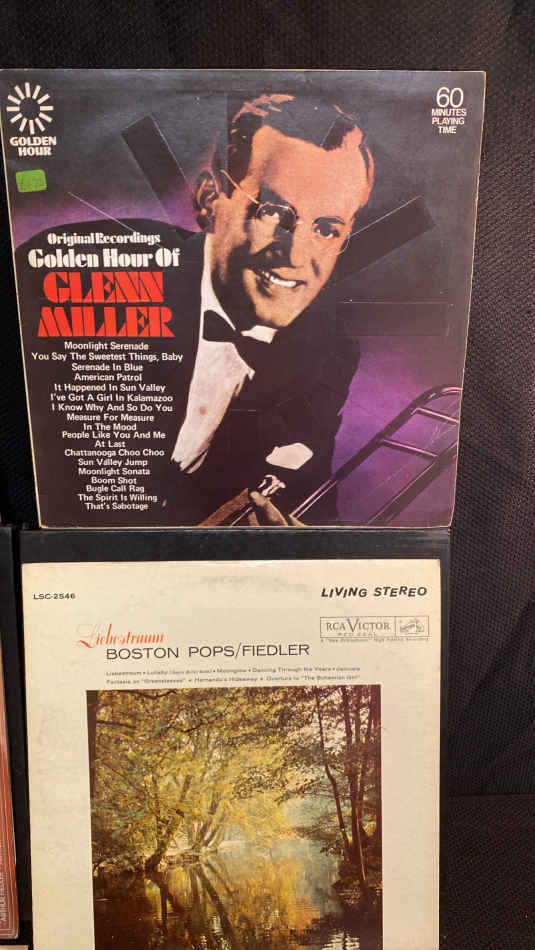 GOLDEN
HOUR
60
MINUTES
PLAYING
TIME
Original Recordings
Golden Hour Of
GLENN
MILLER
Moonlight Serenade
You Say The Sweetest Things, Baby
Serenade In Blue
American Patrol
It Happened In Sun Valley
I've Got A Girl In Kalamazoo
I Know Why And So Do You
Measure For Measure
In The Mood
People Like You And Me
At Last
Chattanooga Choo Choo
Sun Valley Jump
Moonlight Sonata
Boom Shot
Bugle Call Rag
The Spirit Is Willing
That's Sabotage
LSC-2546
LIVING STEREO
RCA VICTOR
RED SEAL
A "New Orthophonic" High Fidelity Recording
Liebestraum
BOSTON POPS/FIEDLER
Liebestraum • Lullaby • Moonglow • Dancing Through the Years • Jalousie
Fantasia on "Greensleeves" • Hernando's Hideaway • Overture to "The Bohemian Girl"